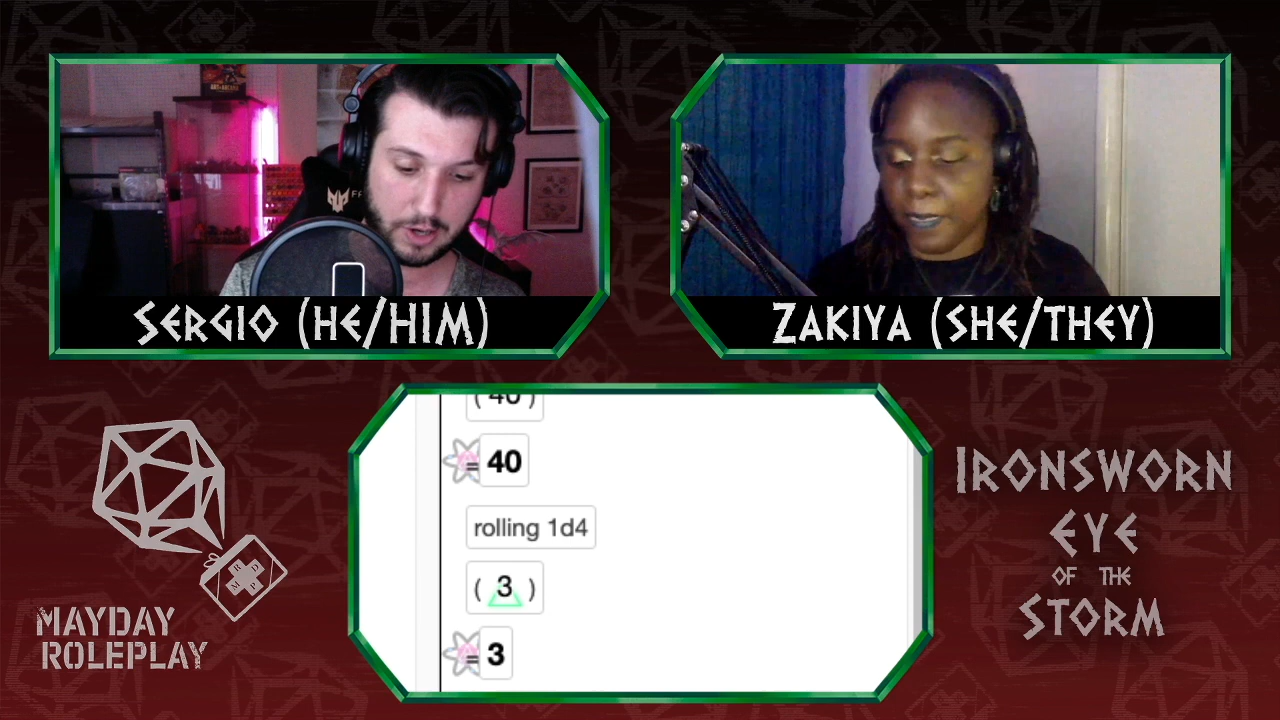 SERGIO (HE/HIM)
ZAKIYA (SHE/THEY)
( 40 )
= 40
rolling 1d4
( 3 )
= 3
MAYDAY
ROLEPLAY
M R D P
IRONSWORN
EYE
OF THE
STORM